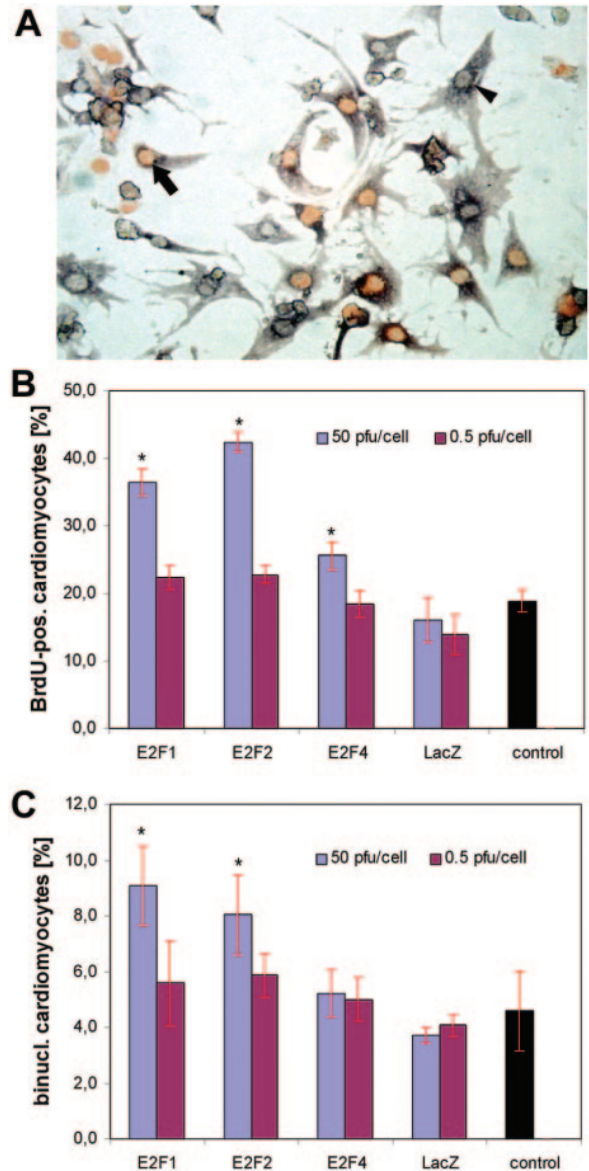 A
B
BrdU-pos. cardiomyocytes [%]
50,0
40,0
30,0
20,0
10,0
0,0
* * *
50 pfu/cell 0.5 pfu/cell
E2F1 E2F2 E2F4 LacZ control
C
binucl. cardiomyocytes [%]
12,0
10,0
8,0
6,0
4,0
2,0
0,0
* *
50 pfu/cell 0.5 pfu/cell
E2F1 E2F2 E2F4 LacZ control